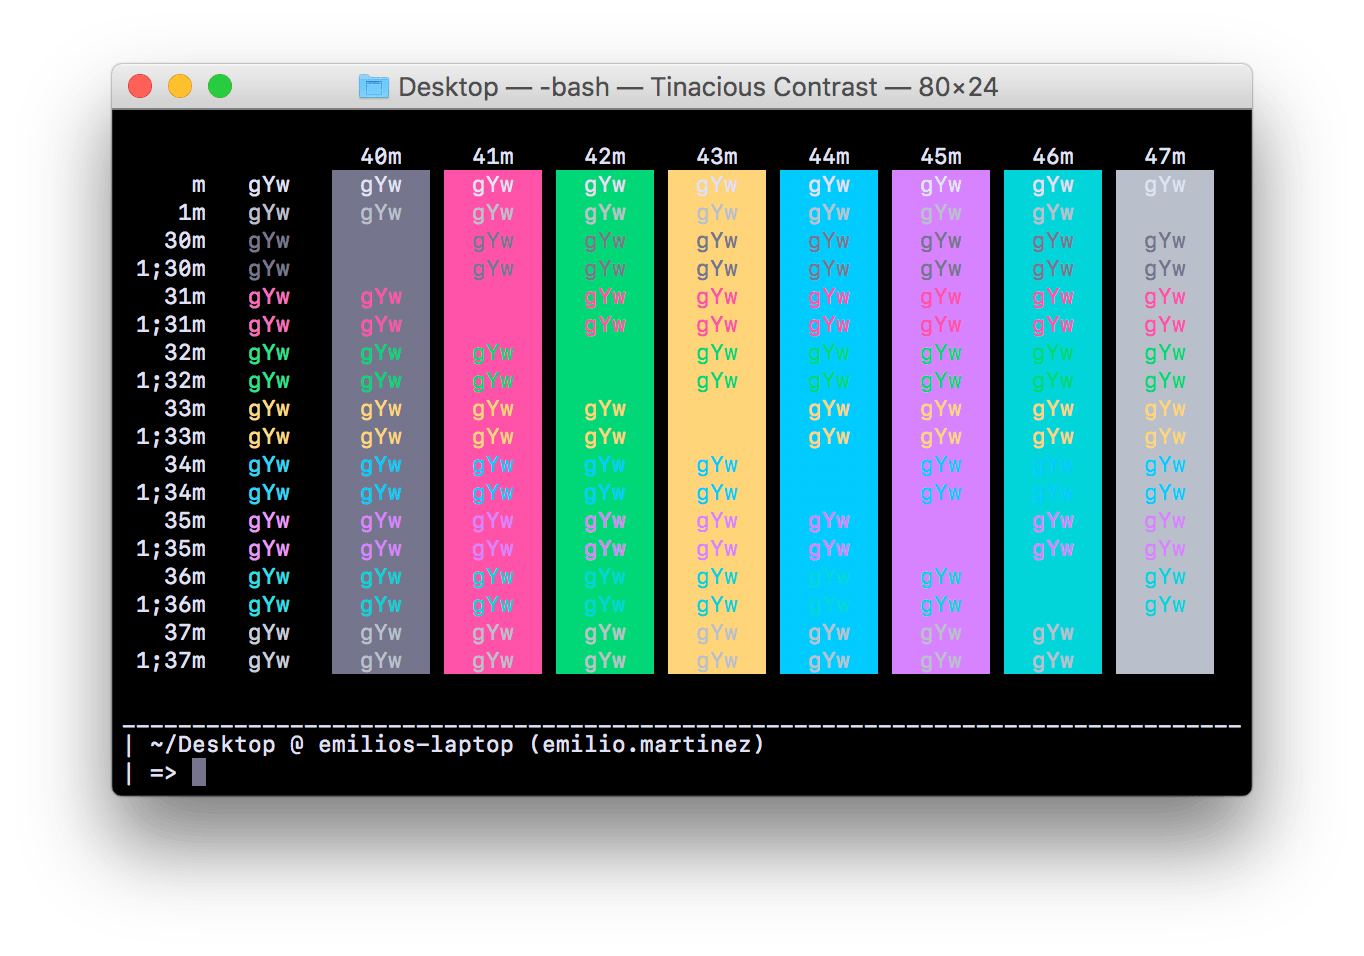 Desktop — -bash — Tinacious Contrast — 80×24
40m 41m 42m 43m 44m 45m 46m 47m
m gYw gYw gYw gYw gYw gYw gYw gYw gYw
1m gYw gYw gYw gYw gYw gYw gYw gYw
30m gYw gYw gYw gYw gYw gYw gYw gYw
1;30m gYw gYw gYw gYw gYw gYw gYw gYw
31m gYw gYw gYw gYw gYw gYw gYw gYw
1;31m gYw gYw gYw gYw gYw gYw gYw gYw
32m gYw gYw gYw gYw gYw gYw gYw gYw
1;32m gYw gYw gYw gYw gYw gYw gYw gYw
33m gYw gYw gYw gYw gYw gYw gYw gYw
1;33m gYw gYw gYw gYw gYw gYw gYw gYw
34m gYw gYw gYw gYw gYw gYw gYw gYw
1;34m gYw gYw gYw gYw gYw gYw gYw gYw
35m gYw gYw gYw gYw gYw gYw gYw gYw
1;35m gYw gYw gYw gYw gYw gYw gYw gYw
36m gYw gYw gYw gYw gYw gYw gYw gYw
1;36m gYw gYw gYw gYw gYw gYw gYw gYw
37m gYw gYw gYw gYw gYw gYw gYw gYw
1;37m gYw gYw gYw gYw gYw gYw gYw gYw
________________________________________________________________________________
| ~/Desktop @ emilios-laptop (emilio.martinez)
| =>